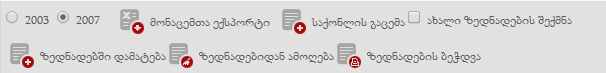 2003 2007 მონაცემთა ექსპორტი საქონლის გაცემა ახალი ზედნადების შექმნა
ზედნადებში დამატება ზედნადებიდან ამოღება ზედნადების ბეჭდვა